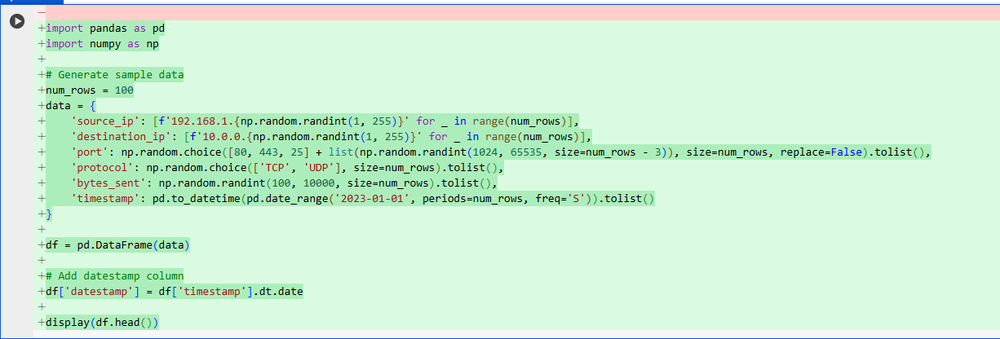 −
+import pandas as pd
+import numpy as np
+
+# Generate sample data
+num_rows = 100
+data = {
+    'source_ip': [f'192.168.1.{np.random.randint(1, 255)}' for _ in range(num_rows)],
+    'destination_ip': [f'10.0.0.{np.random.randint(1, 255)}' for _ in range(num_rows)],
+    'port': np.random.choice([80, 443, 25] + list(np.random.randint(1024, 65535, size=num_rows - 3)), size=num_rows, replace=False).tolist(),
+    'protocol': np.random.choice(['TCP', 'UDP'], size=num_rows).tolist(),
+    'bytes_sent': np.random.randint(100, 10000, size=num_rows).tolist(),
+    'timestamp': pd.to_datetime(pd.date_range('2023-01-01', periods=num_rows, freq='S')).tolist()
+}
+
+df = pd.DataFrame(data)
+
+# Add datestamp column
+df['datestamp'] = df['timestamp'].dt.date
+
+display(df.head())